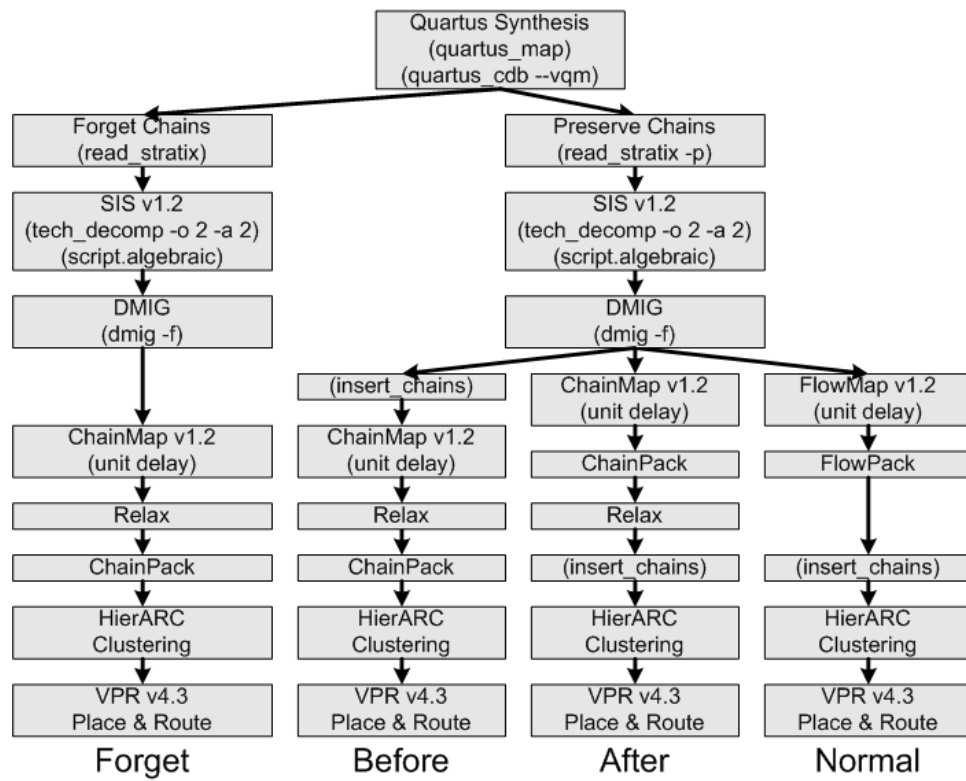 Quartus Synthesis
(quartus_map)
(quartus_cdb --vqm)
Forget Chains
(read_stratix)
Preserve Chains
(read_stratix -p)
SIS v1.2
(tech_decomp -o 2 -a 2)
(script.algebraic)
SIS v1.2
(tech_decomp -o 2 -a 2)
(script.algebraic)
DMIG
(dmig -f)
DMIG
(dmig -f)
(insert_chains)
ChainMap v1.2
(unit delay)
FlowMap v1.2
(unit delay)
ChainMap v1.2
(unit delay)
ChainMap v1.2
(unit delay)
ChainPack
FlowPack
Relax
Relax
Relax
ChainPack
ChainPack
(insert_chains)
(insert_chains)
HierARC
Clustering
HierARC
Clustering
HierARC
Clustering
HierARC
Clustering
VPR v4.3
Place & Route
VPR v4.3
Place & Route
VPR v4.3
Place & Route
VPR v4.3
Place & Route
Forget
Before
After
Normal